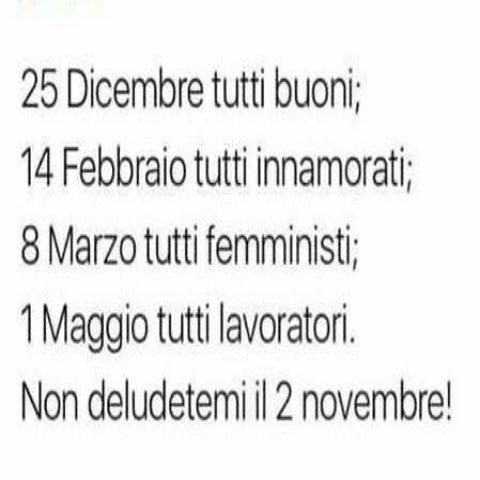 25 Dicembre tutti buoni;
14 Febbraio tutti innamorati;
8 Marzo tutti femministi;
1 Maggio tutti lavoratori.
Non deludetemi il 2 novembre!